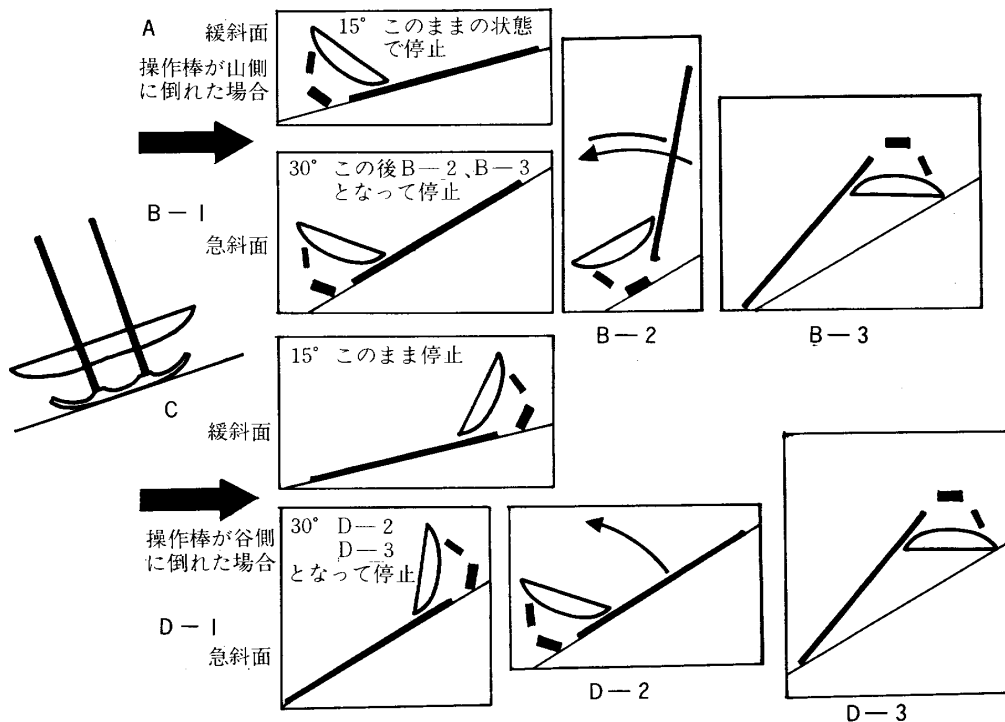 A
緩斜面
操作棒が山側
に倒れた場合
15° このままの状態
で停止
B－1
急斜面
30° この後B－2、B－3
となって停止
B－2
B－3
C
緩斜面
15° このまま停止
操作棒が谷側
に倒れた場合
D－1
急斜面
30° D－2
D－3
となって停止
D－2
D－3